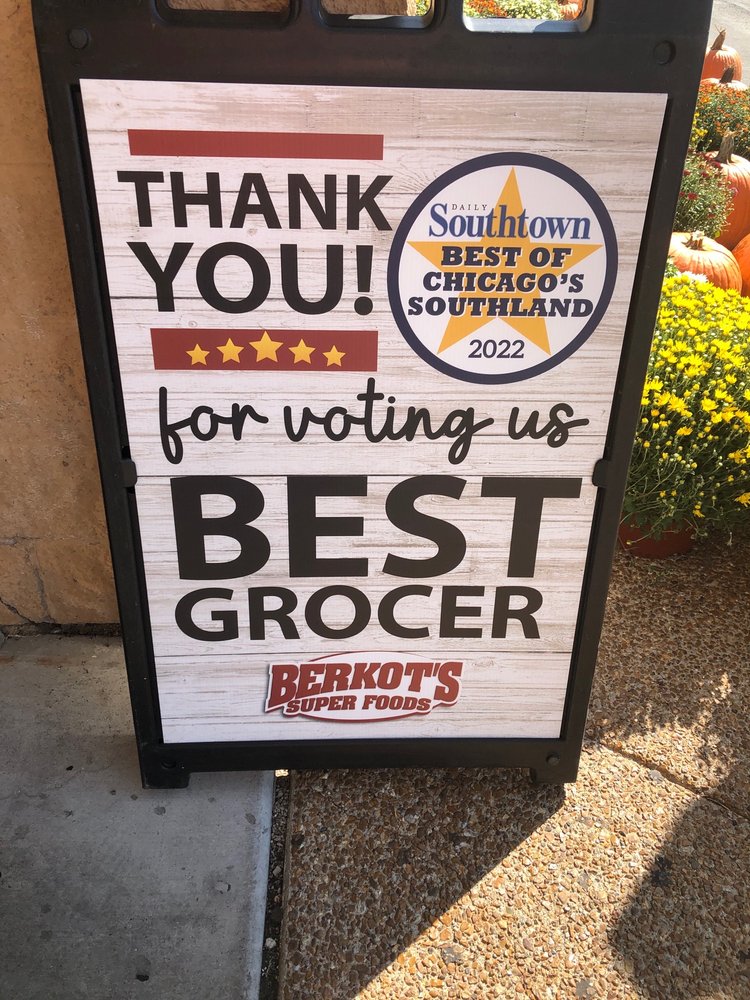 THANK
YOU!
DAILY
Southtown
BEST OF
CHICAGO'S
SOUTHLAND
2022
for voting us
BEST
GROCER
BERKOT'S
SUPER FOODS